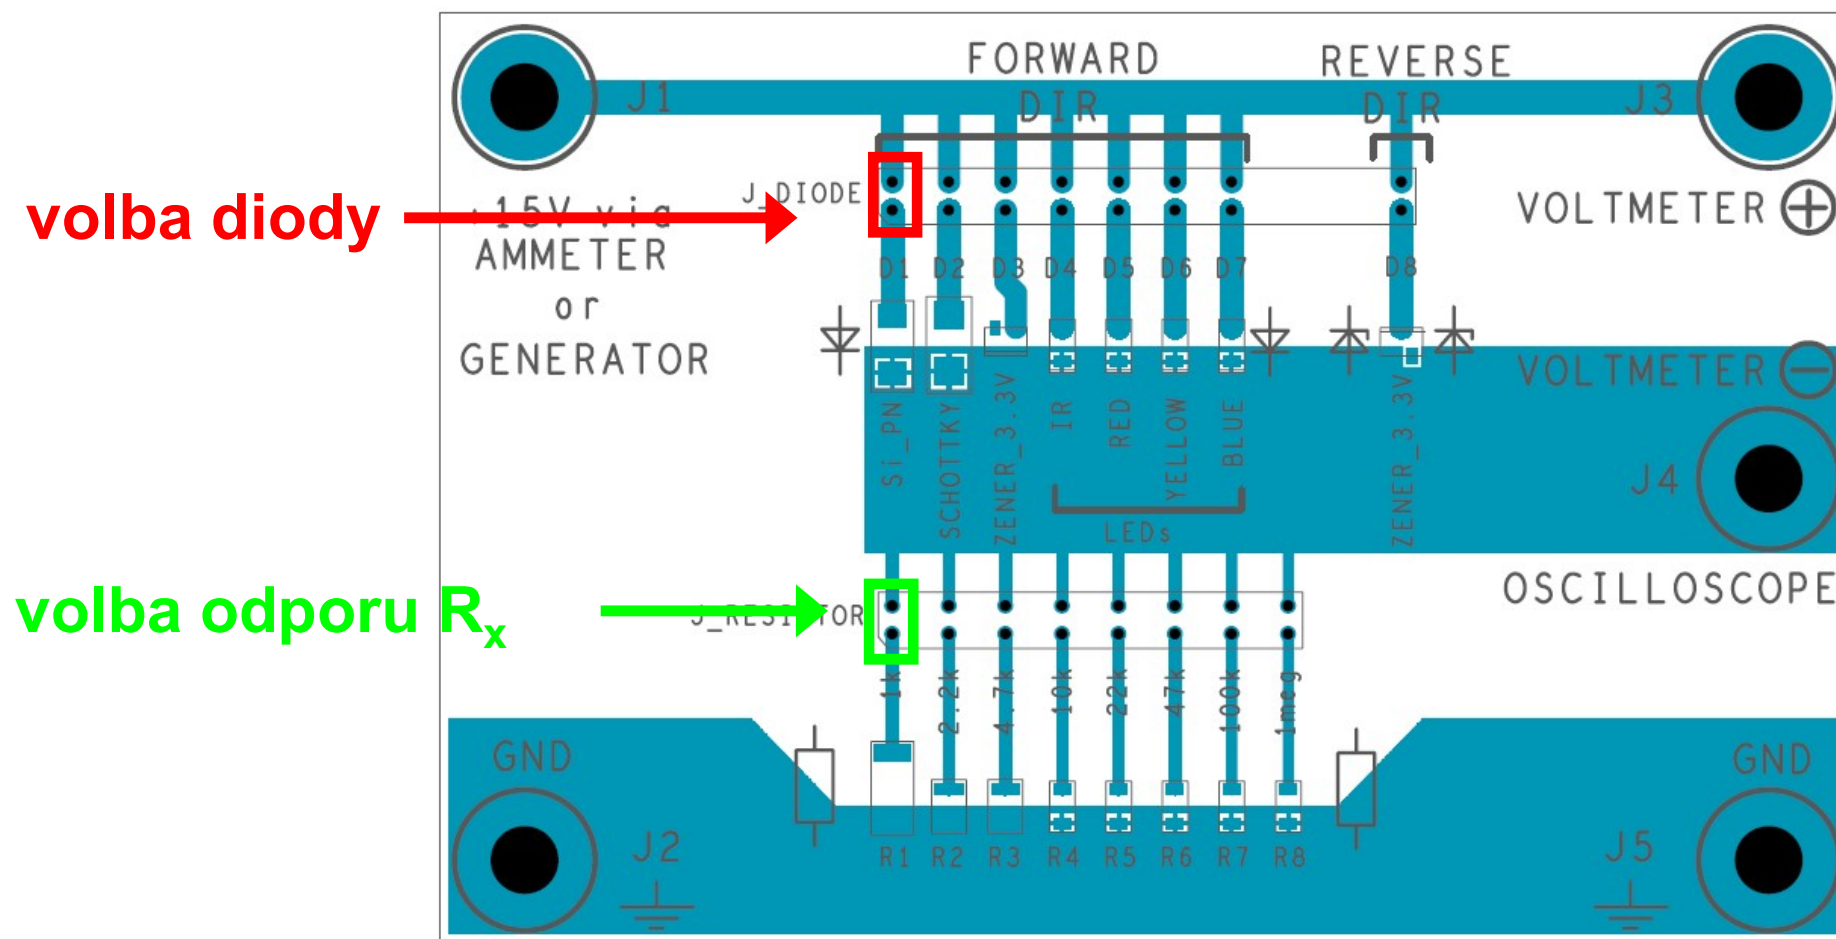 FORWARD
DIR
REVERSE
DIR
J1
J3
J_DIODE
volba diody
+15V via
AMMETER
or
GENERATOR
VOLTMETER +
D1 D2 D3 D4 D5 D6 D7 D8
VOLTMETER −
Si_PN
SCHOTTKY
ZENER_3.3V
IR
RED
YELLOW
BLUE
ZENER_3.3V
LEDs
J4
OSCILLOSCOPE
volba odporu Rx
J_RESISTOR
1k
2.2k
4.7k
10k
22k
47k
100k
1meg
GND
GND
J2
J5
R1 R2 R3 R4 R5 R6 R7 R8